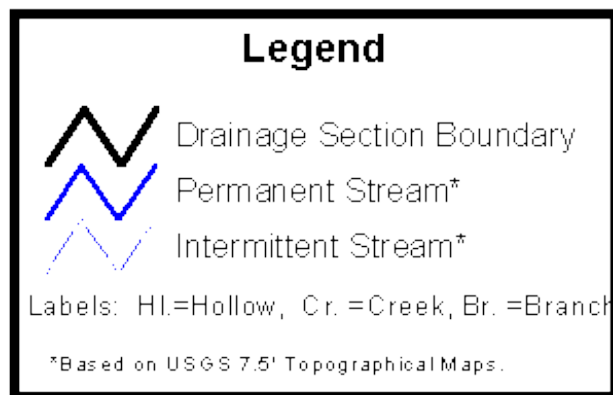 Legend
Drainage Section Boundary
Permanent Stream*
Intermittent Stream*
Labels: Hl.=Hollow, Cr. =Creek, Br. =Branch
*Based on USGS 7.5' Topographical Maps.